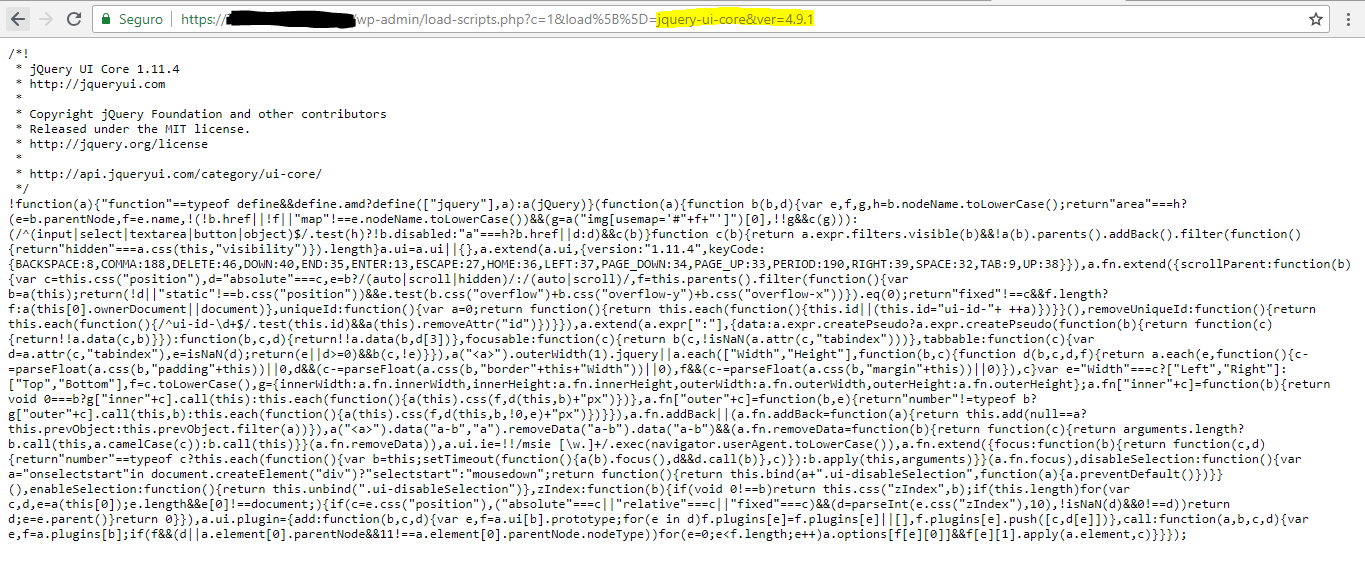 Seguro https:// /wp-admin/load-scripts.php?c=1&load%5B%5D=jquery-ui-core&ver=4.9.1
/*!
 * jQuery UI Core 1.11.4
 * http://jqueryui.com
 *
 * Copyright jQuery Foundation and other contributors
 * Released under the MIT license.
 * http://jquery.org/license
 *
 * http://api.jqueryui.com/category/ui-core/
 */
!function(a){"function"==typeof define&&define.amd?define(["jquery"],a):a(jQuery)}(function(a){function b(b,d){var e,f,g,h=b.nodeName.toLowerCase();return"area"===h?
(e=b.parentNode,f=e.name,!(!b.href||!f||"map"!==e.nodeName.toLowerCase())&&(g=a("img[usemap='#"+f+"']")[0],!!g&&c(g))):
(/^(input|select|textarea|button|object)$/.test(h)?!b.disabled:"a"===h?b.href||d:d)&&c(b)}function c(b){return a.expr.filters.visible(b)&&!a(b).parents().addBack().filter(function()
{return"hidden"===a.css(this,"visibility")}).length}a.ui=a.ui||{},a.extend(a.ui,{version:"1.11.4",keyCode:
{BACKSPACE:8,COMMA:188,DELETE:46,DOWN:40,END:35,ENTER:13,ESCAPE:27,HOME:36,LEFT:37,PAGE_DOWN:34,PAGE_UP:33,PERIOD:190,RIGHT:39,SPACE:32,TAB:9,UP:38}}),a.fn.extend({scrollParent:function(b)
{var c=this.css("position"),d="absolute"===c,e=b?/(auto|scroll|hidden)/:/(auto|scroll)/,f=this.parents().filter(function(){var
b=a(this);return(!d||"static"!==b.css("position"))&&e.test(b.css("overflow")+b.css("overflow-y")+b.css("overflow-x"))}).eq(0);return"fixed"!==c&&f.length?
f:a(this[0].ownerDocument||document)},uniqueId:function(){var a=0;return function(){return this.each(function(){this.id||(this.id="ui-id-"+ ++a)})}}(),removeUniqueId:function(){return
this.each(function(){/^ui-id-\d+$/.test(this.id)&&a(this).removeAttr("id")})}}),a.extend(a.expr[":"],{data:a.expr.createPseudo?a.expr.createPseudo(function(b){return function(c)
{return!!a.data(c,b)}}):function(b,c,d){return!!a.data(b,d[3])},focusable:function(c){return b(c,!isNaN(a.attr(c,"tabindex")))},tabbable:function(c){var
d=a.attr(c,"tabindex"),e=isNaN(d);return(e||d>=0)&&b(c,!e)}}),a("<a>").outerWidth(1).jquery||a.each(["Width","Height"],function(b,c){function d(b,c,d,f){return a.each(e,function(){c-
=parseFloat(a.css(b,"padding"+this))||0,d&&(c-=parseFloat(a.css(b,"border"+this+"Width"))||0),f&&(c-=parseFloat(a.css(b,"margin"+this))||0)}),c}var e="Width"===c?["Left","Right"]:
["Top","Bottom"],f=c.toLowerCase(),g={innerWidth:a.fn.innerWidth,innerHeight:a.fn.innerHeight,outerWidth:a.fn.outerWidth,outerHeight:a.fn.outerHeight};a.fn["inner"+c]=function(b){return
void 0===b?g["inner"+c].call(this):this.each(function(){a(this).css(f,d(this,b)+"px")})},a.fn["outer"+c]=function(b,e){return"number"!=typeof b?
g["outer"+c].call(this,b):this.each(function(){a(this).css(f,d(this,b,!0,e)+"px")})}}),a.fn.addBack||(a.fn.addBack=function(a){return this.add(null==a?
this.prevObject:this.prevObject.filter(a))}),a("<a>").data("a-b","a").removeData("a-b").data("a-b")&&(a.fn.removeData=function(b){return function(c){return arguments.length?
b.call(this,a.camelCase(c)):b.call(this)}}(a.fn.removeData)),a.ui.ie=!!/msie [\w.]+/.exec(navigator.userAgent.toLowerCase()),a.fn.extend({focus:function(b){return function(c,d)
{return"number"==typeof c?this.each(function(){var b=this;setTimeout(function(){a(b).focus(),d&&d.call(b)},c)}):b.apply(this,arguments)}}(a.fn.focus),disableSelection:function(){var
a="onselectstart"in document.createElement("div")?"selectstart":"mousedown";return function(){return this.bind(a+".ui-disableSelection",function(a){a.preventDefault()})}}
(),enableSelection:function(){return this.unbind(".ui-disableSelection")},zIndex:function(b){if(void 0!==b)return this.css("zIndex",b);if(this.length)for(var
c,d,e=a(this[0]);e.length&&e[0]!==document;){if(c=e.css("position"),("absolute"===c||"relative"===c||"fixed"===c)&&(d=parseInt(e.css("zIndex"),10),!isNaN(d)&&0!==d))return
d;e=e.parent()}return 0}}),a.ui.plugin={add:function(b,c,d){var e,f=a.ui[b].prototype;for(e in d)f.plugins[e]=f.plugins[e]||[],f.plugins[e].push([c,d[e]])},call:function(a,b,c,d){var
e,f=a.plugins[b];if(f&&(d||a.element[0].parentNode&&11!==a.element[0].parentNode.nodeType))for(e=0;e<f.length;e++)a.options[f[e][0]]&&f[e][1].apply(a.element,c)}}});